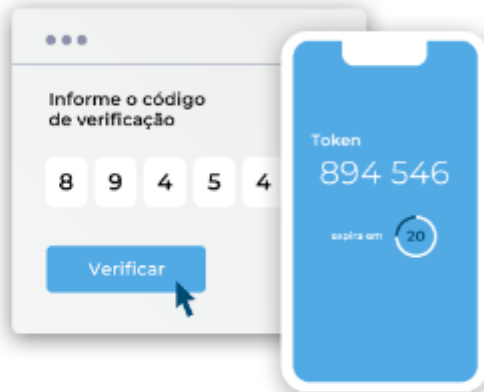 Informe o código
de verificação
8 9 4 5 4
Verificar
Token
894 546
expira em 20